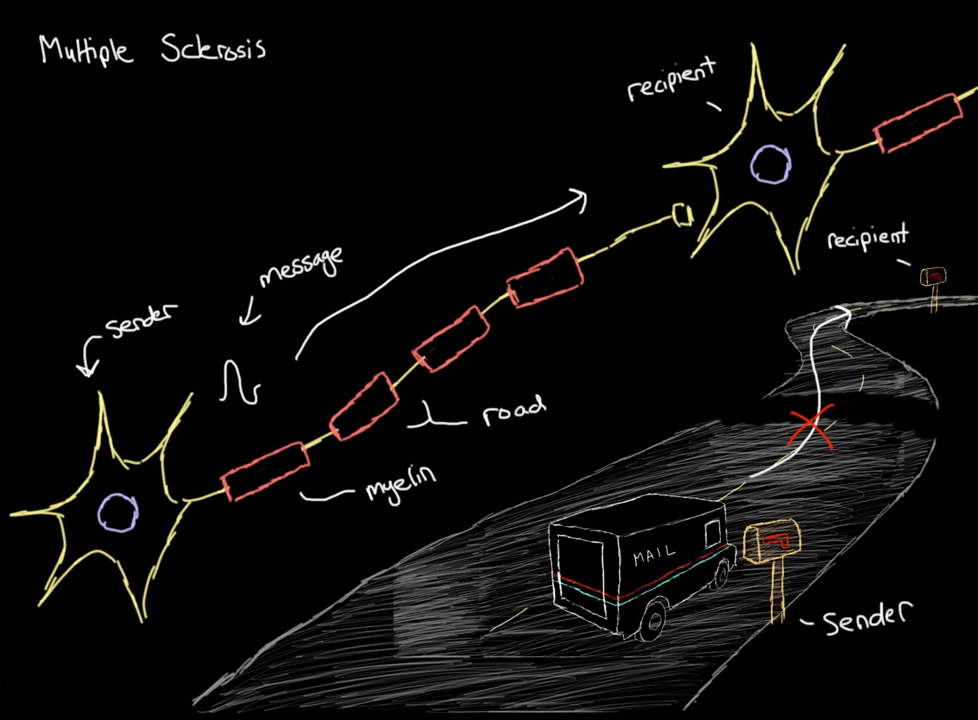 Multiple Sclerosis
recipient
recipient
message
sender
road
myelin
MAIL
Sender